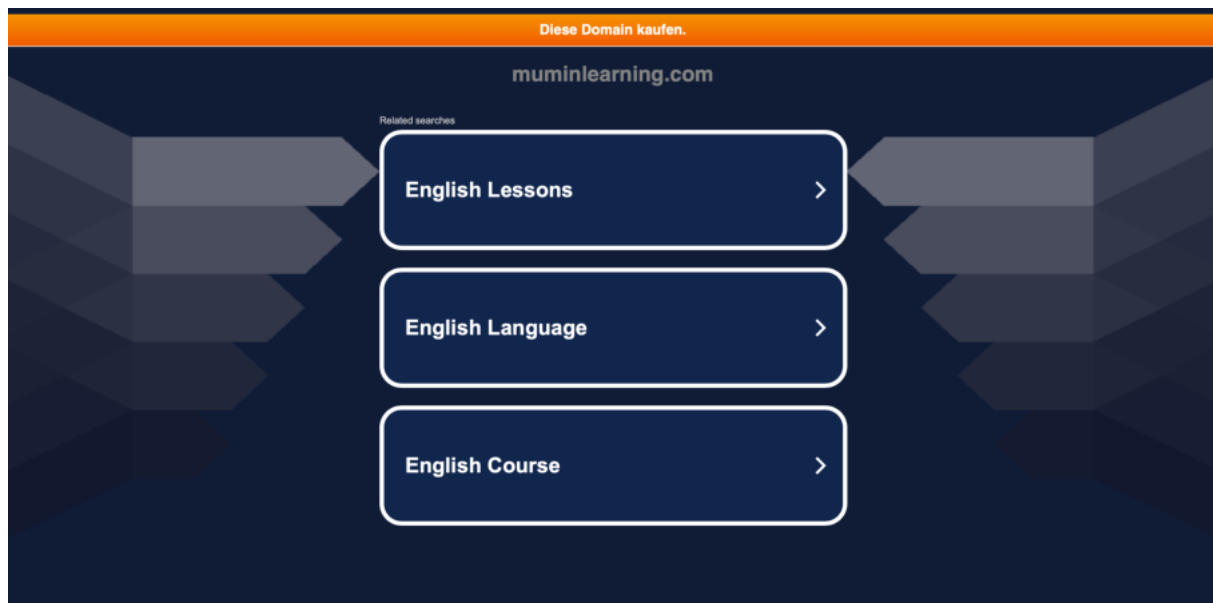 Diese Domain kaufen.
muminlearning.com
Related searches
English Lessons
English Language
English Course